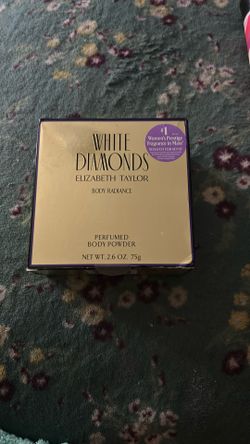 WHITE
DIAMONDS
ELIZABETH TAYLOR
BODY RADIANCE
#1
Women's Prestige
Fragrance in Mass*
PERFUMED
BODY POWDER
NET WT. 2.6 OZ. 75g